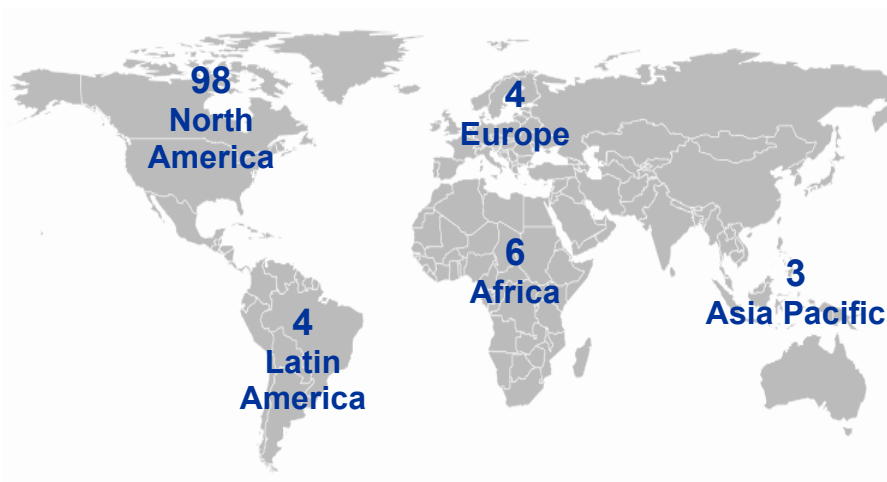 98
North
America
4
Europe
6
Africa
3
Asia Pacific
4
Latin
America